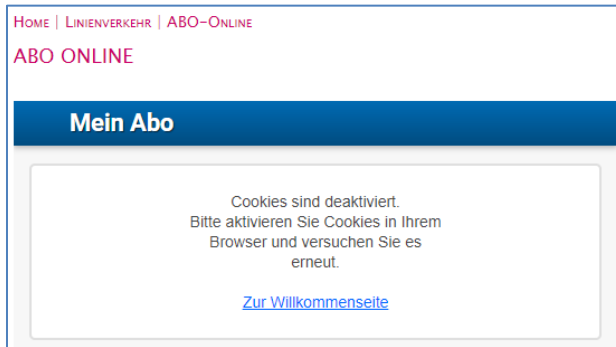 Home | Linienverkehr | ABO-Online
ABO ONLINE
Mein Abo
Cookies sind deaktiviert.
Bitte aktivieren Sie Cookies in Ihrem
Browser und versuchen Sie es
erneut.
Zur Willkommenseite